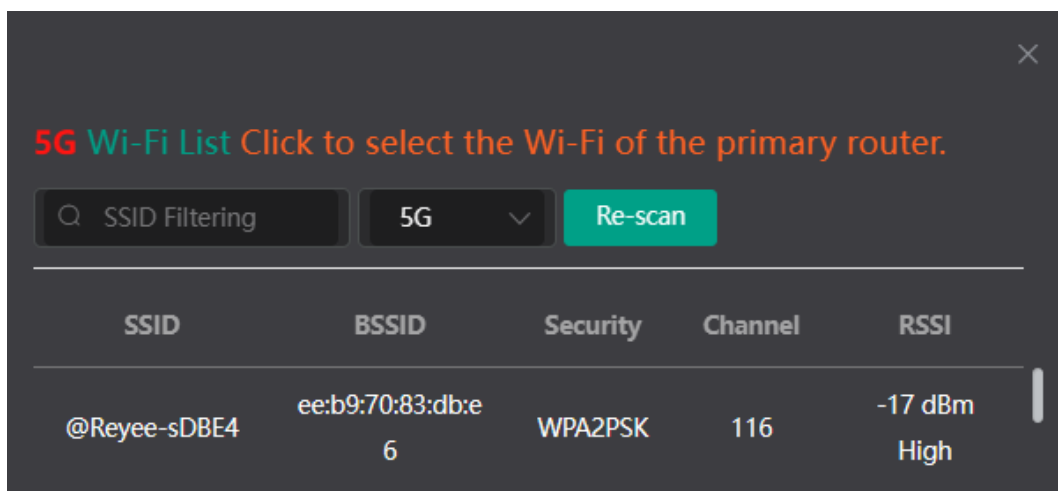 5G Wi-Fi List Click to select the Wi-Fi of the primary router.
SSID Filtering 5G Re-scan
SSID BSSID Security Channel RSSI
@Reyee-sDBE4 ee:b9:70:83:db:e WPA2PSK 116 -17 dBm
6 High